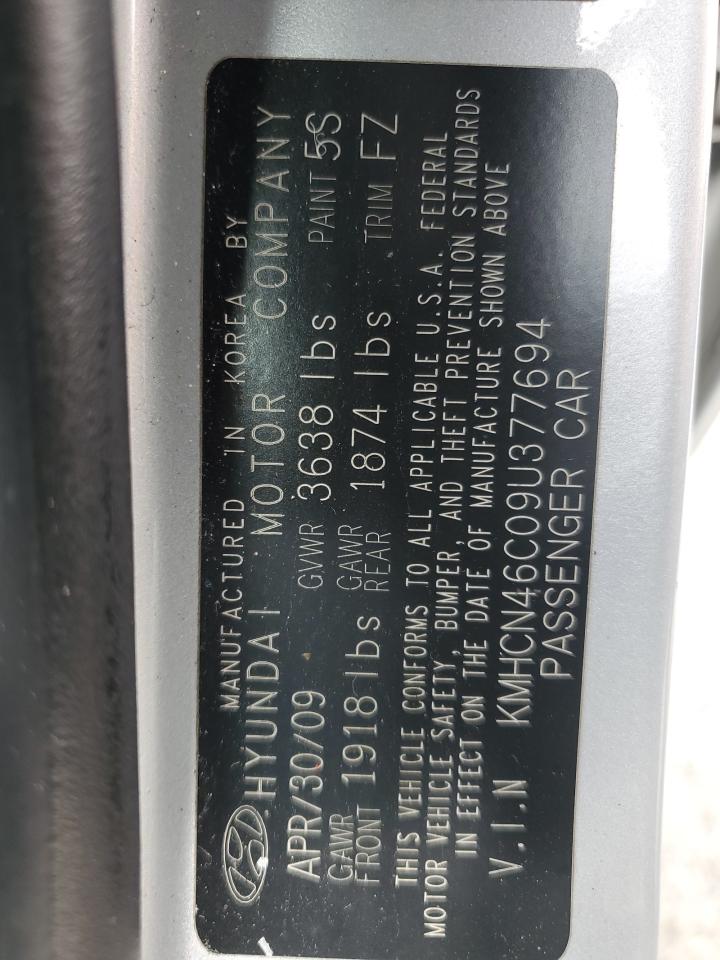 MANUFACTURED IN KOREA BY
HYUNDAI MOTOR COMPANY
APR/30/09 GVWR 3638 lbs PAINT 5S
GAWR FRONT 1918 lbs GAWR REAR 1874 lbs TRIM FZ
THIS VEHICLE CONFORMS TO ALL APPLICABLE U.S.A. FEDERAL
MOTOR VEHICLE SAFETY, BUMPER, AND THEFT PREVENTION STANDARDS
IN EFFECT ON THE DATE OF MANUFACTURE SHOWN ABOVE
V.I.N KMHCN46C09U377694
PASSENGER CAR